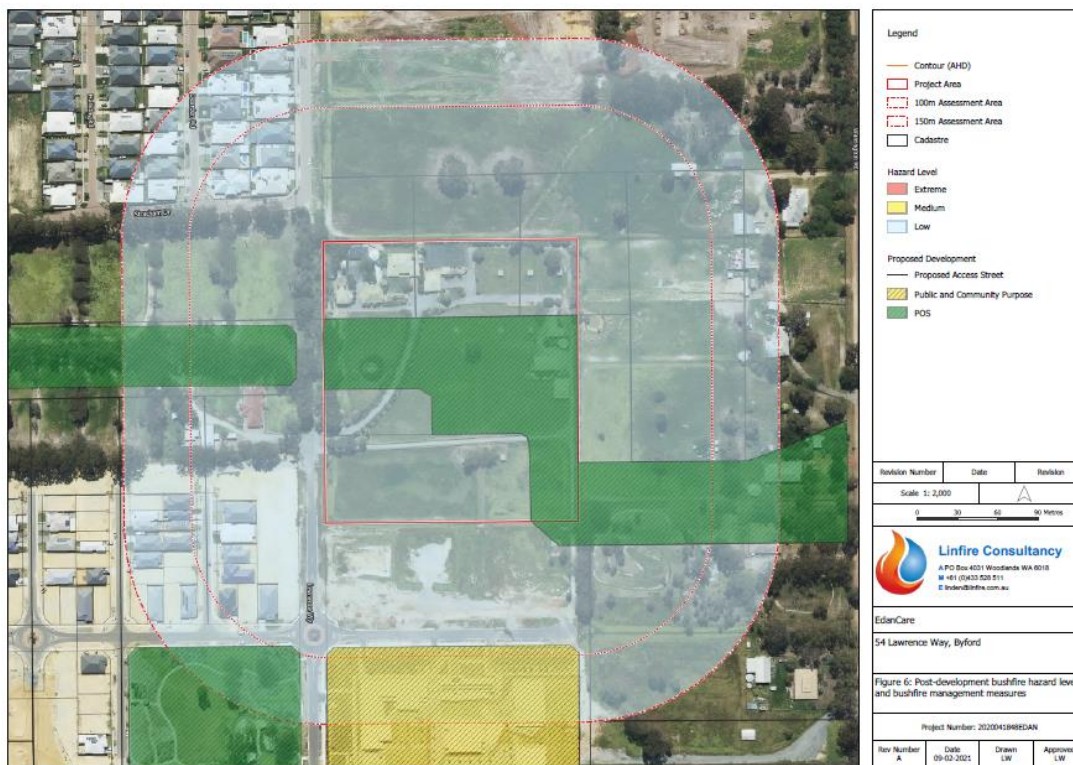 Legend
Contour (AHD)
Project Area
100m Assessment Area
150m Assessment Area
Cadastre
Hazard Level
Extreme
Medium
Low
Proposed Development
Proposed Access Street
Public and Community Purpose
POS
Revision Number Date Revision
Scale 1: 2,000
0 30 60 90 Metres
Linfire Consultancy
A PO Box 4031 Woodlands WA 6018
M +61 (0)433 528 511
E linden@linfire.com.au
EdanCare
54 Lawrence Way, Byford
Figure 6: Post-development bushfire hazard leve
and bushfire management measures
Project Number: 2020041848EDAN
Rev Number Date Drawn Approved
A 09-02-2021 LW LW